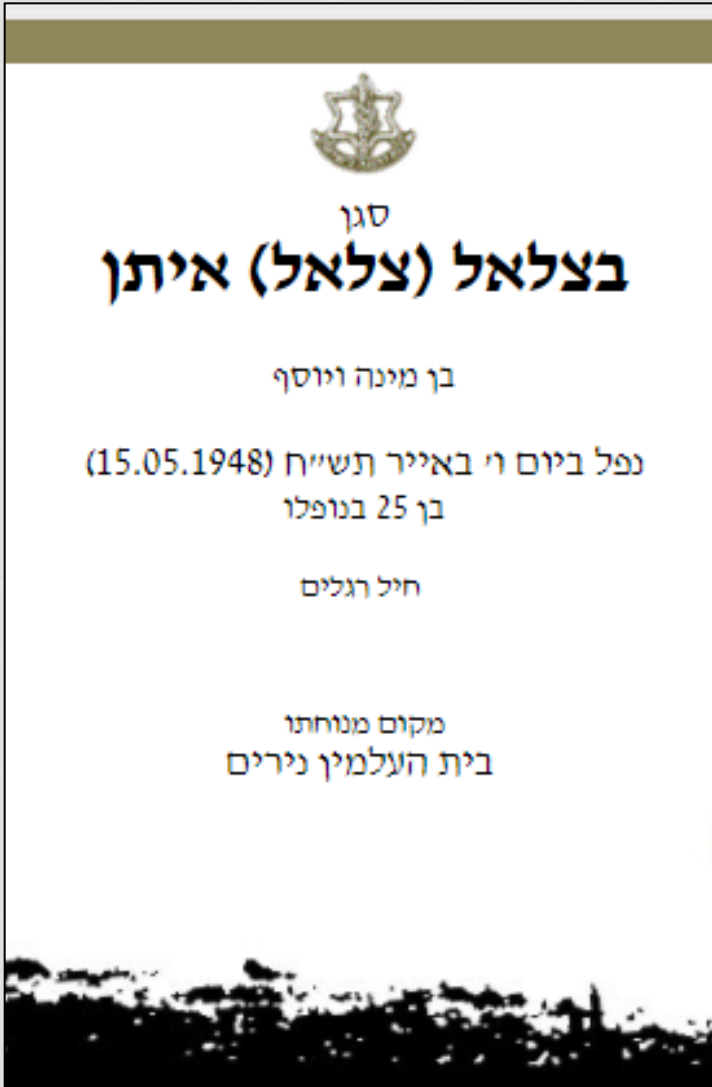 סגן
בצלאל (צלאל) איתן
בן מינה ויוסף
נפל ביום ו' באייר תש״ח (15.05.1948)
בן 25 בנופלו
חיל רגלים
מקום מנוחתו
בית העלמין נירים